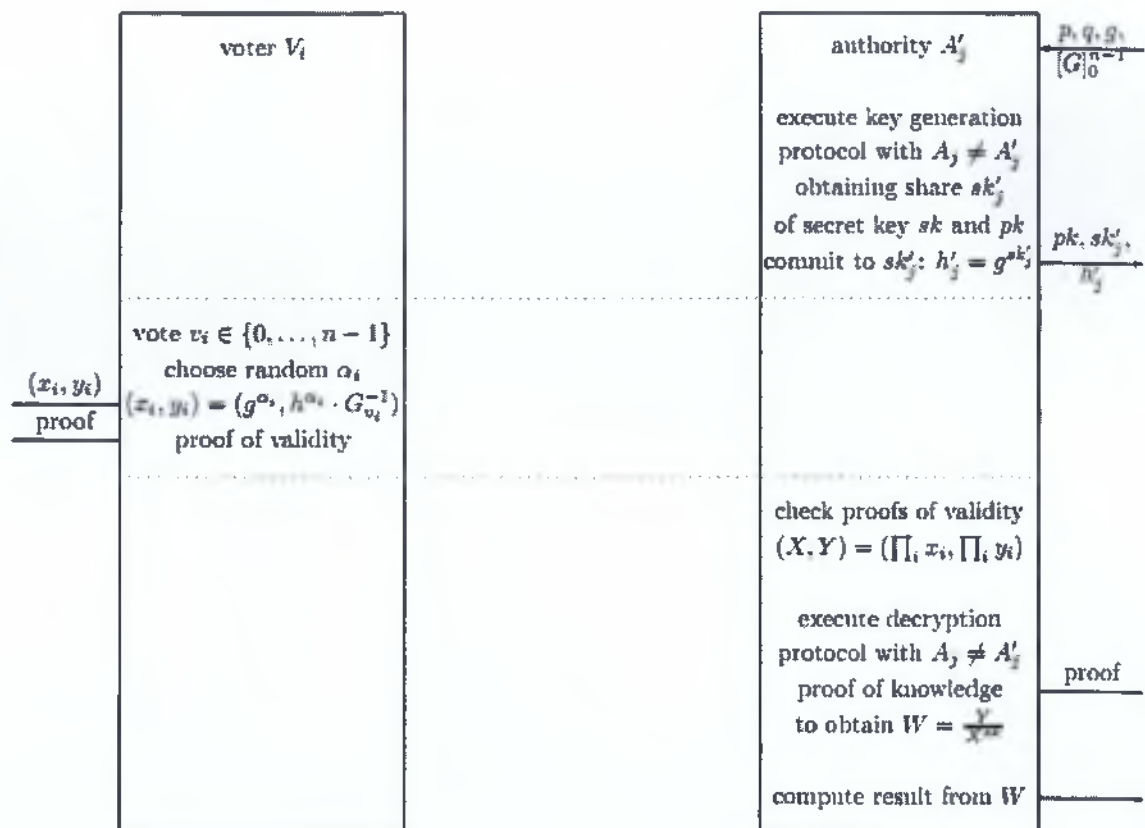 voter V_i
authority A'_j
p, q, g,
[G]_0^{n-1}
execute key generation
protocol with A_j ≠ A'_j
obtaining share sk'_j
of secret key sk and pk
commit to sk'_j: h'_j = g^{sk'_j}
pk, sk'_j,
h'_j
vote v_i ∈ {0, ..., n − 1}
choose random α_i
(x_i, y_i) = (g^{α_i}, h^{α_i} · G_{v_i}^{-1})
proof of validity
(x_i, y_i)
proof
check proofs of validity
(X, Y) = (∏_i x_i, ∏_i y_i)
execute decryption
protocol with A_j ≠ A'_j
proof of knowledge
to obtain W = Y/X^{sk}
proof
compute result from W